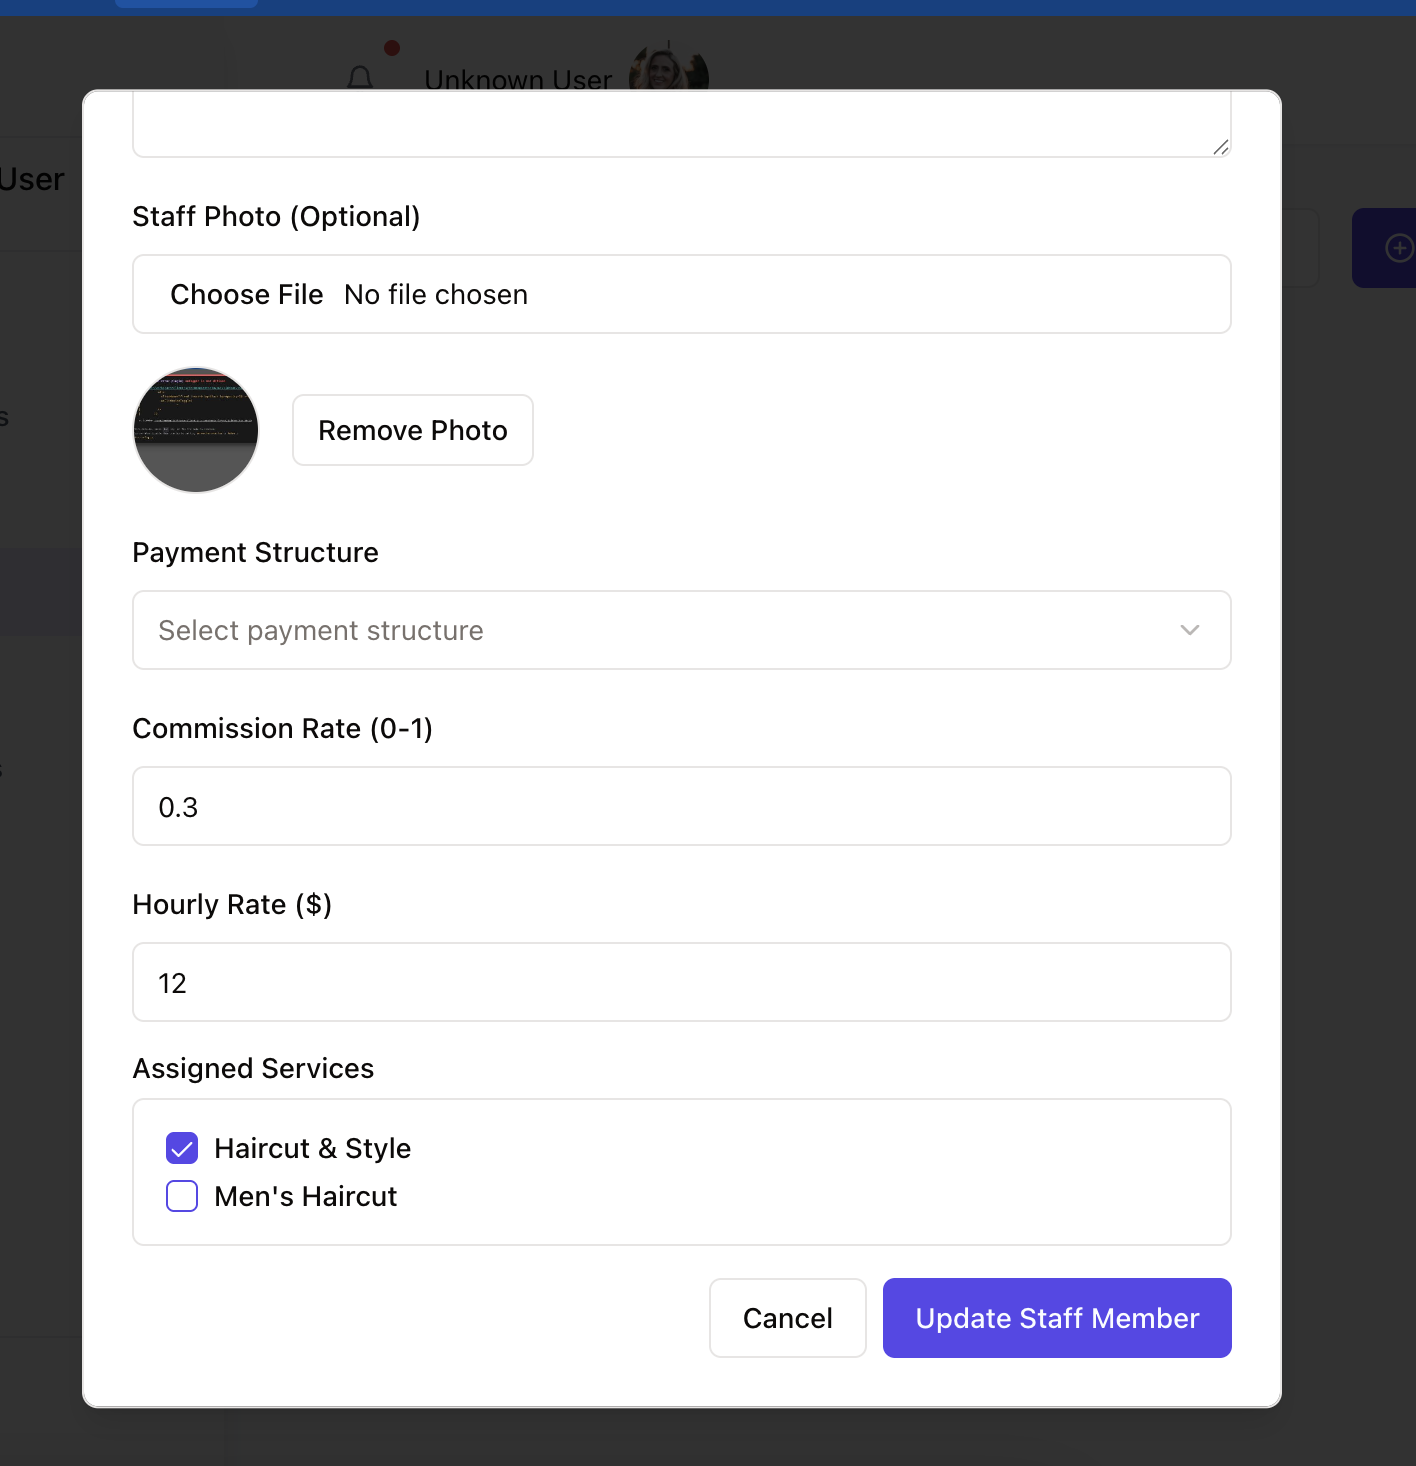 Unknown User
User
Staff Photo (Optional)
Choose File No file chosen
Remove Photo
Payment Structure
Select payment structure
Commission Rate (0-1)
0.3
Hourly Rate ($)
12
Assigned Services
Haircut & Style
Men's Haircut
Cancel
Update Staff Member